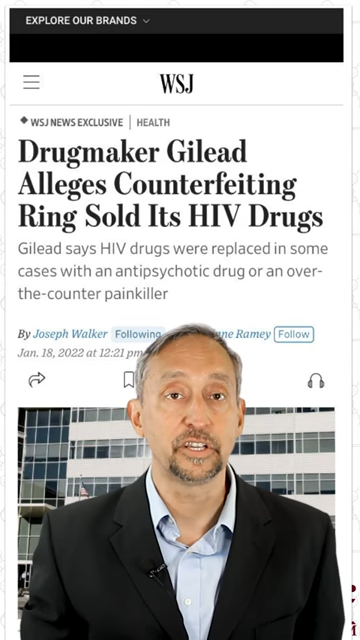 EXPLORE OUR BRANDS
WSJ
WSJ NEWS EXCLUSIVE | HEALTH
Drugmaker Gilead
Alleges Counterfeiting
Ring Sold Its HIV Drugs
Gilead says HIV drugs were replaced in some
cases with an antipsychotic drug or an over-
the-counter painkiller
By Joseph Walker Following Ramey Follow
Jan. 18, 2022 at 12:21 pm